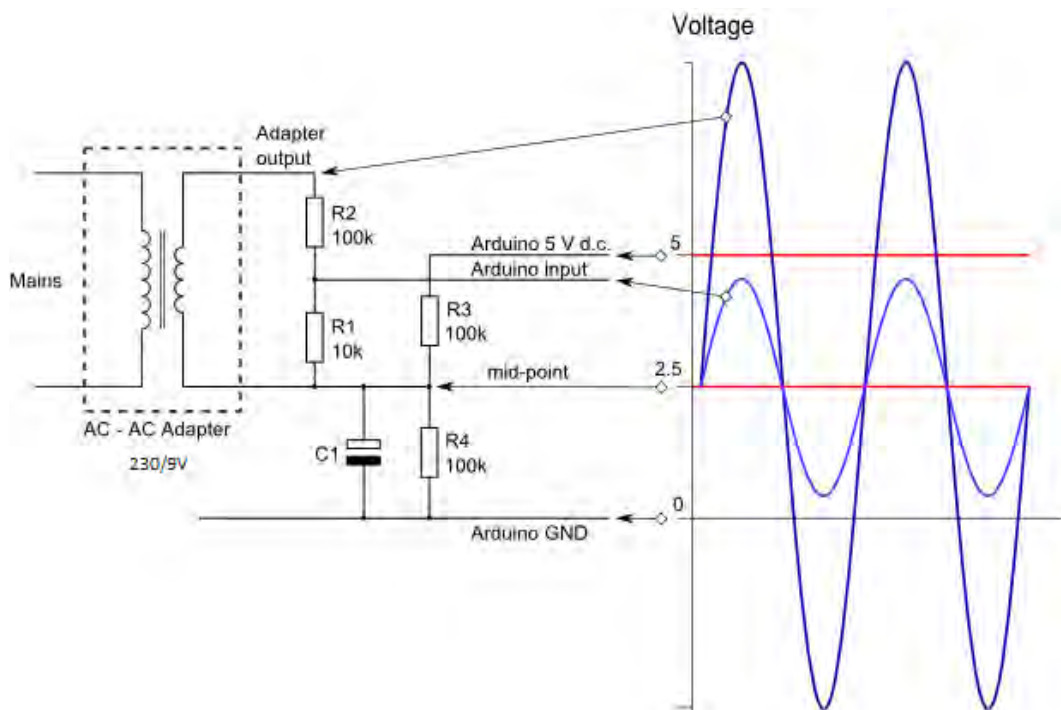 Voltage
Adapter
output
R2
100k
Arduino 5 V d.c.
5
Arduino input
Mains
R1
10k
R3
100k
mid-point
2.5
AC - AC Adapter
230/9V
C1
R4
100k
0
Arduino GND